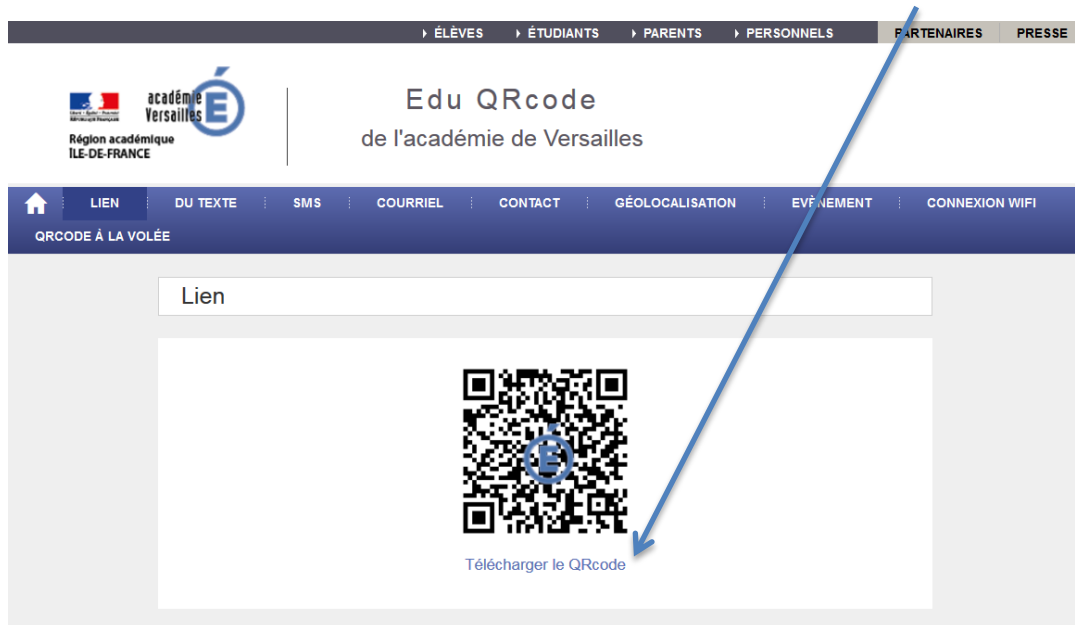 ÉLÈVES ÉTUDIANTS PARENTS PERSONNELS PARTENAIRES PRESSE
académie
Versailles
É
Région académique
ÎLE-DE-FRANCE
Edu QRcode
de l'académie de Versailles
LIEN DU TEXTE SMS COURRIEL CONTACT GÉOLOCALISATION EVÈNEMENT CONNEXION WIFI
QRCODE À LA VOLÉE
Lien
É
Télécharger le QRcode